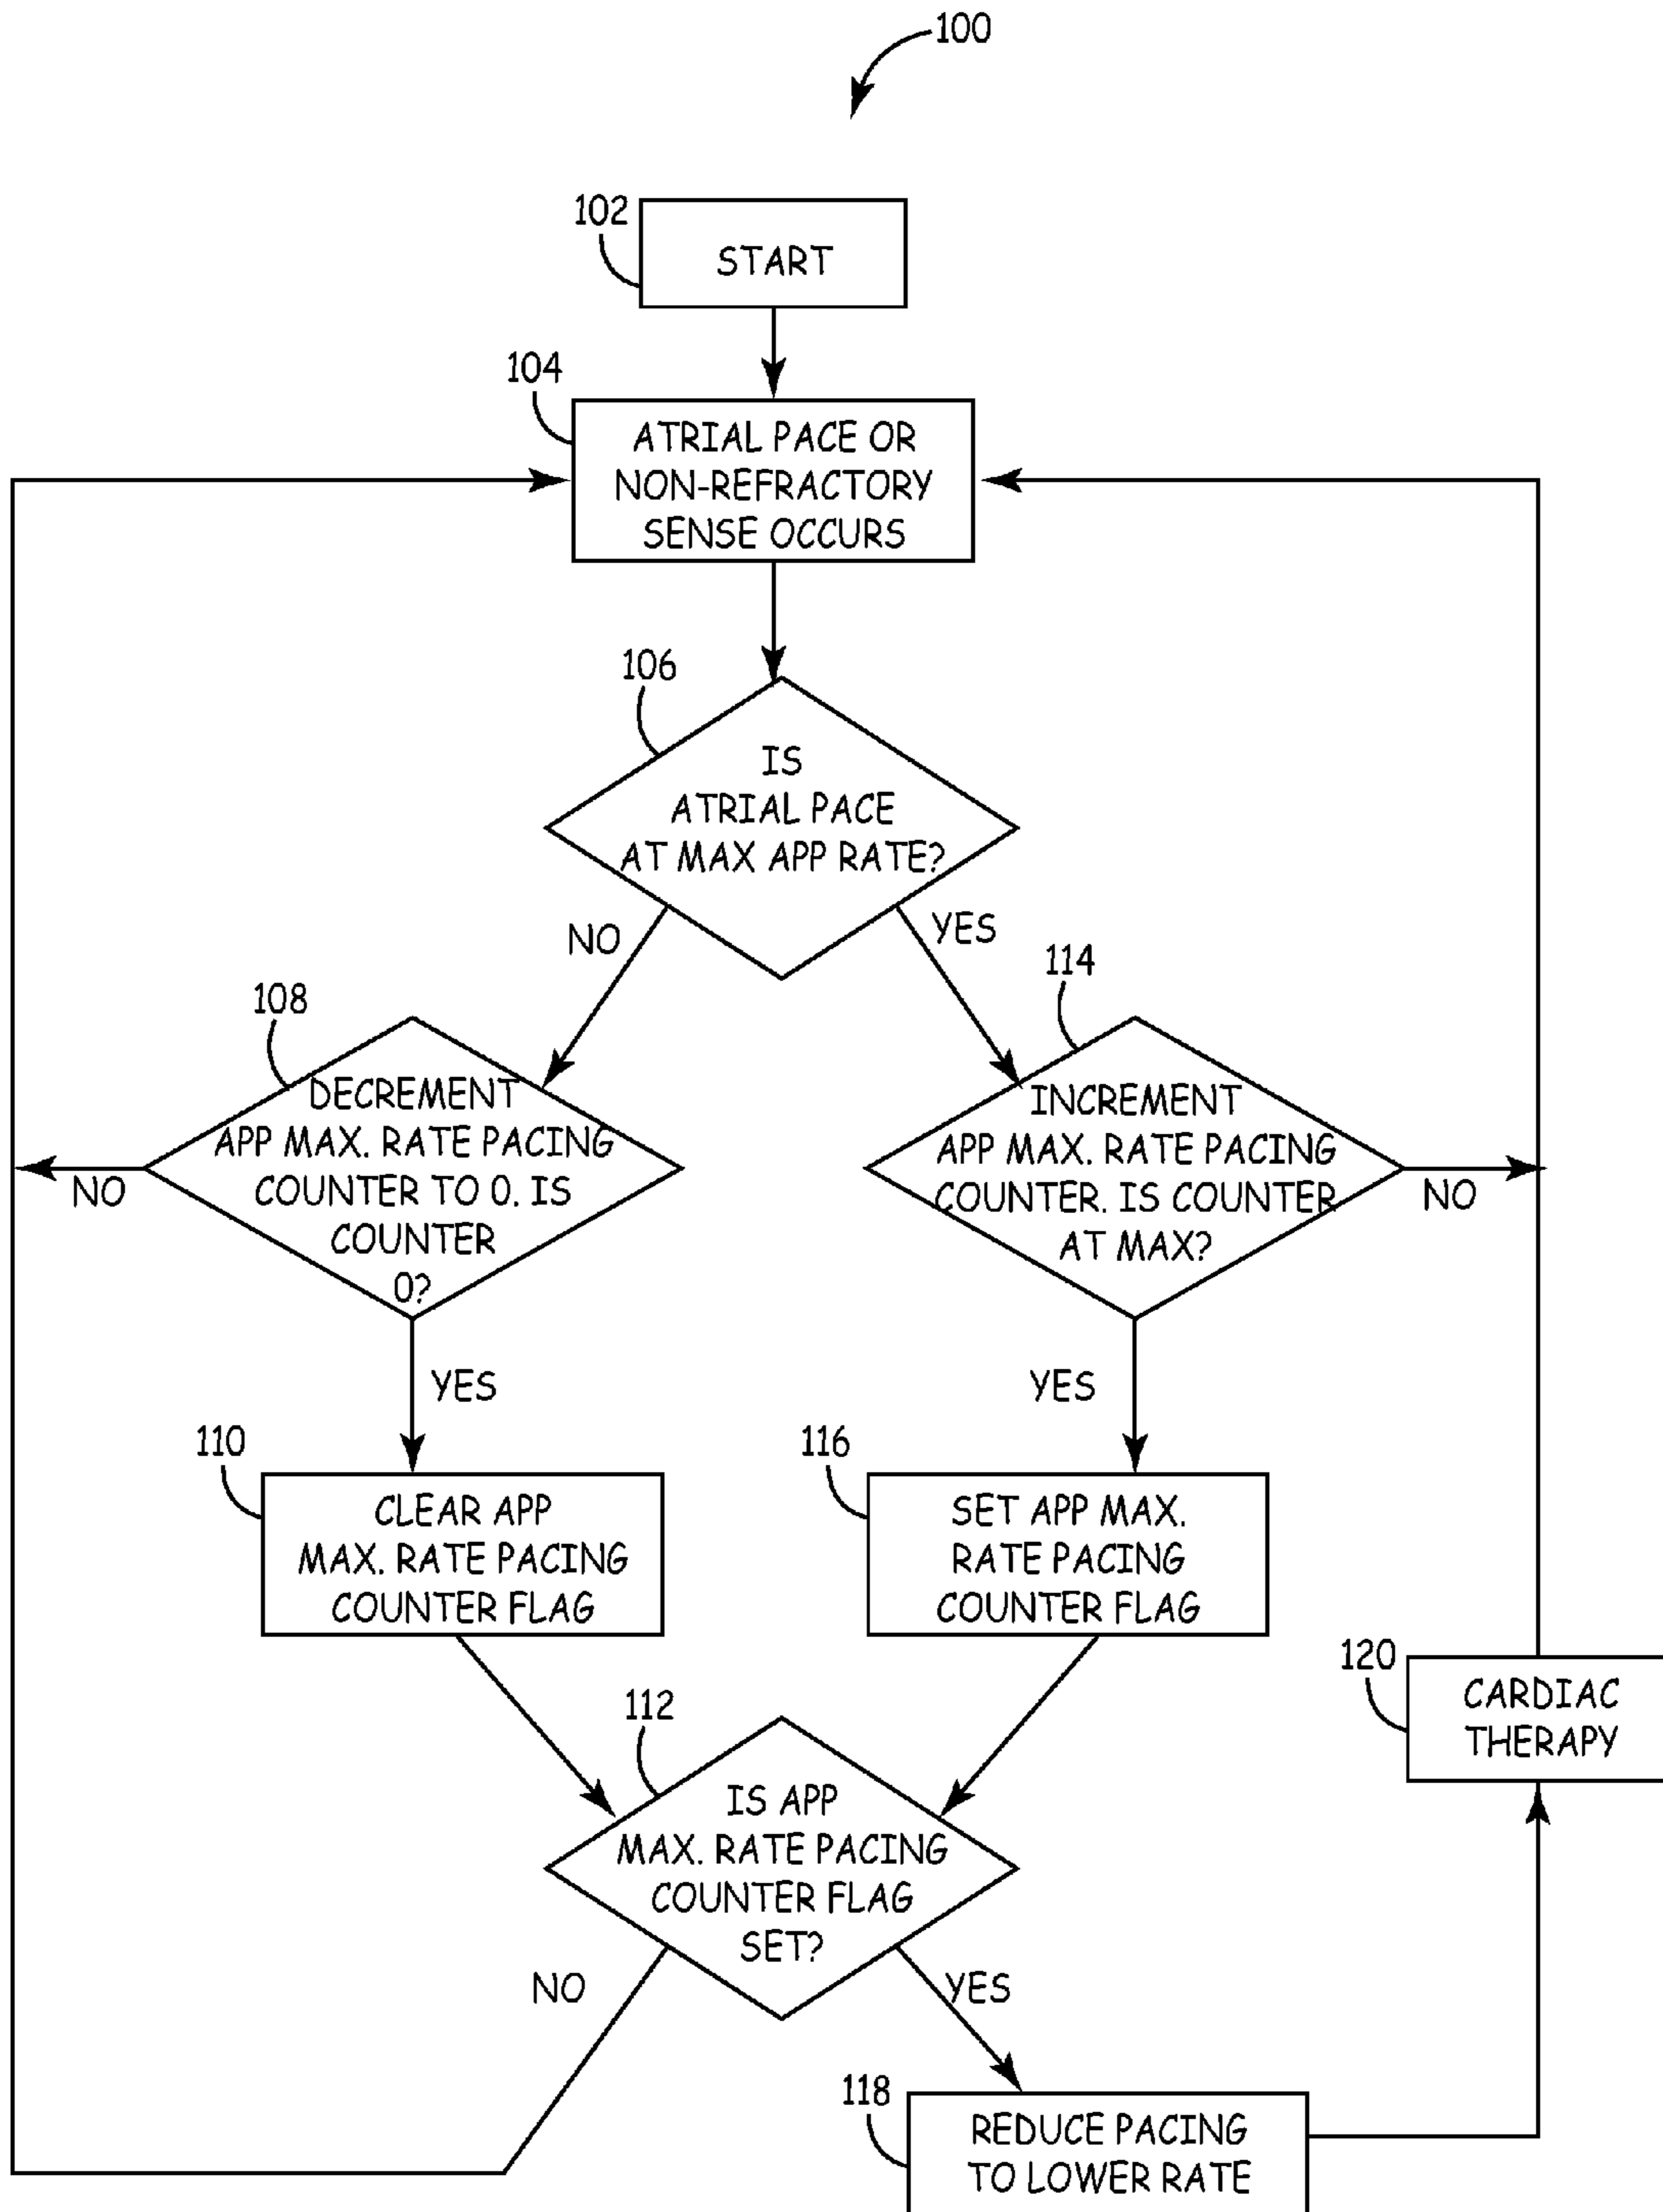 100
102
START
104
ATRIAL PACE OR
NON-REFRACTORY
SENSE OCCURS
106
IS
ATRIAL PACE
AT MAX APP RATE?
NO
YES
108
DECREMENT
APP MAX. RATE PACING
COUNTER TO 0. IS
COUNTER
0?
NO
YES
114
INCREMENT
APP MAX. RATE PACING
COUNTER. IS COUNTER
AT MAX?
NO
YES
110
CLEAR APP
MAX. RATE PACING
COUNTER FLAG
116
SET APP MAX.
RATE PACING
COUNTER FLAG
112
IS APP
MAX. RATE PACING
COUNTER FLAG
SET?
NO
YES
120
CARDIAC
THERAPY
118
REDUCE PACING
TO LOWER RATE